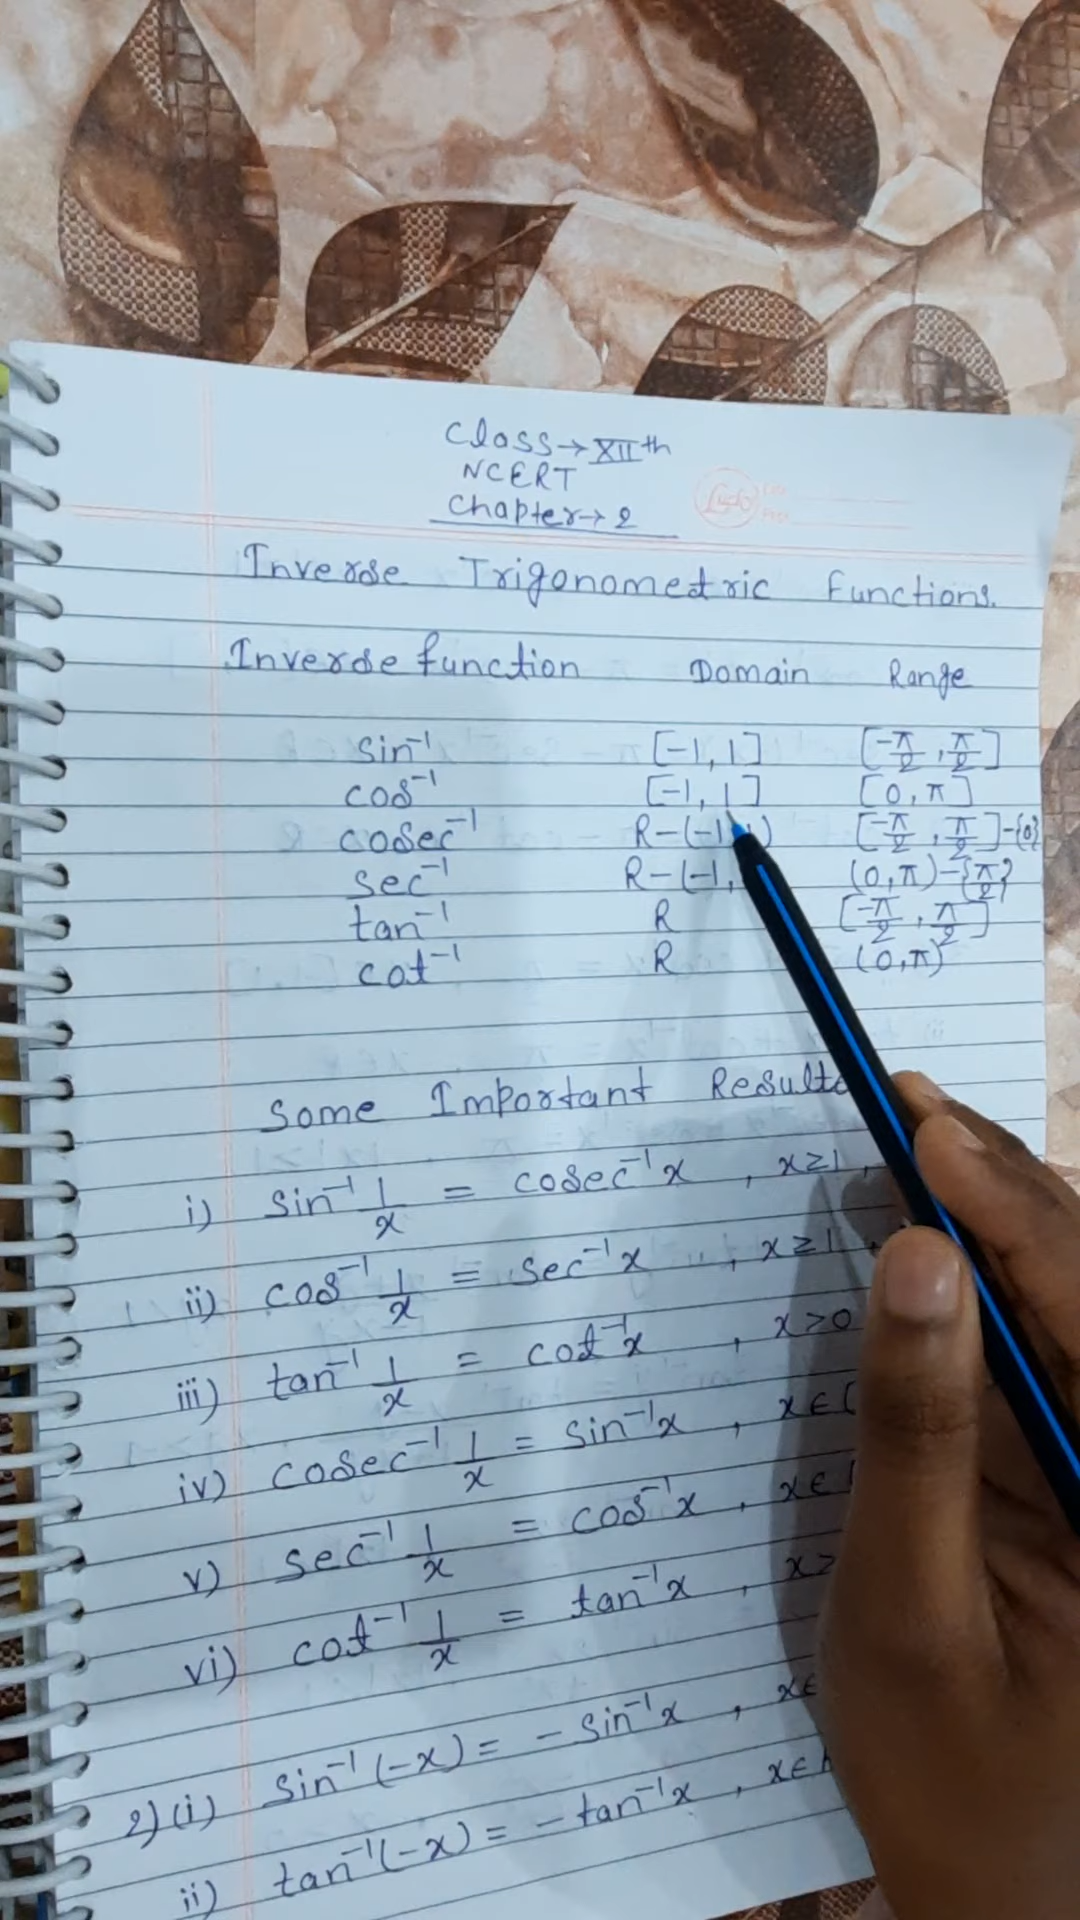 Class→XIIth
NCERT
Chapter→2
Inverse Trigonometric Functions.
Inverse function Domain Range
sin⁻¹ [-1, 1] [-π/2, π/2]
cos⁻¹ [-1, 1] [0, π]
cosec⁻¹ R-(-1, 1) [-π/2, π/2]-{0}
sec⁻¹ R-(-1, (0, π)-{π/2}
tan⁻¹ R [-π/2, π/2]
cot⁻¹ R (0, π)
Some Important
i) sin⁻¹ 1/x = cosec⁻¹x , x≥1,
ii) cos⁻¹ 1/x = sec⁻¹x , x≥1,
iii) tan⁻¹ 1/x = cot⁻¹x , x>0
iv) cosec⁻¹ 1/x = sin⁻¹x , x∈[
v) sec⁻¹ 1/x = cos⁻¹x , x∈[
vi) cot⁻¹ 1/x = tan⁻¹x , x>
2) (i) sin⁻¹(-x) = -sin⁻¹x , x∈
ii) tan⁻¹(-x) = -tan⁻¹x , x∈